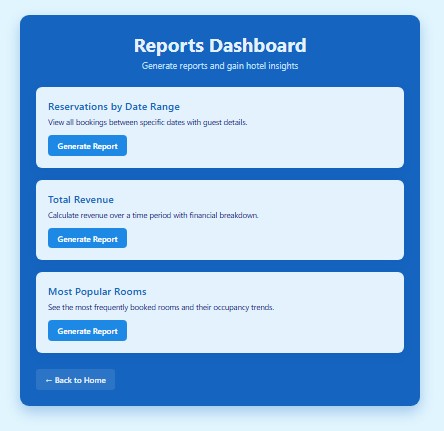 Reports Dashboard
Generate reports and gain hotel insights
Reservations by Date Range
View all bookings between specific dates with guest details.
Generate Report
Total Revenue
Calculate revenue over a time period with financial breakdown.
Generate Report
Most Popular Rooms
See the most frequently booked rooms and their occupancy trends.
Generate Report
← Back to Home